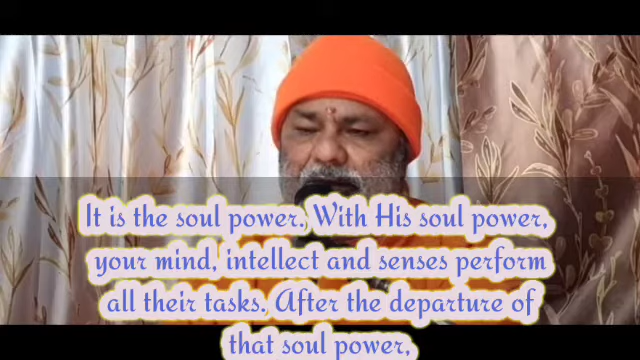 It is the soul power. With His soul power,
your mind, intellect and senses perform
all their tasks. After the departure of
that soul power,